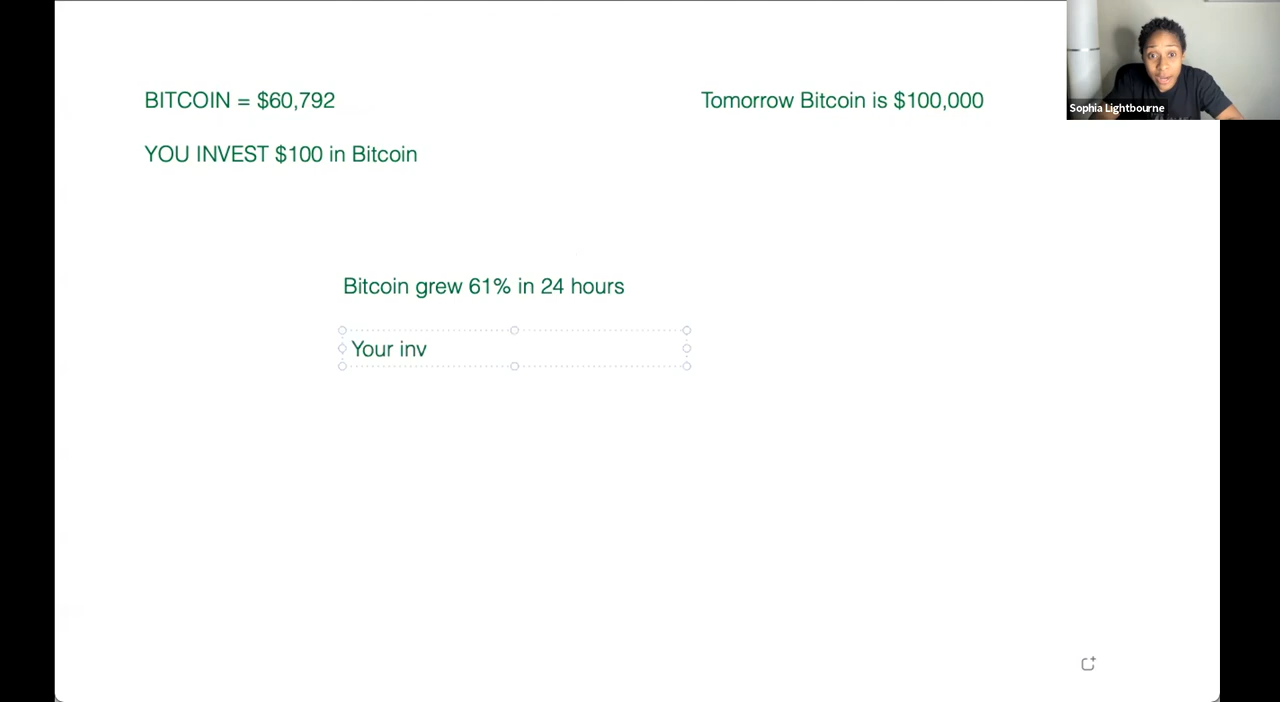 BITCOIN = $60,792
Tomorrow Bitcoin is $100,000
Sophia Lightbourne
YOU INVEST $100 in Bitcoin
Bitcoin grew 61% in 24 hours
Your inv